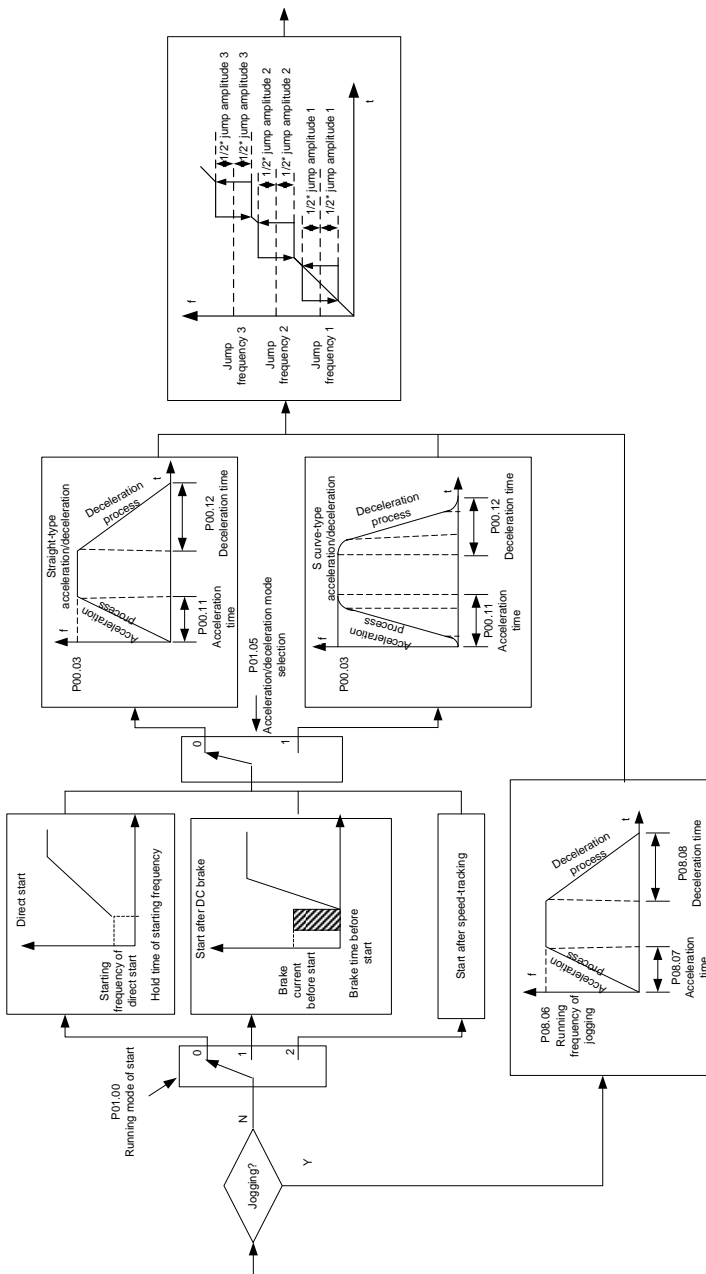 Jogging?
N
Y
P01.00
Running mode of start
0
1
2
Direct start
Starting
frequency of
direct start
Hold time of starting frequency
Start after DC brake
Brake
current
before start
Brake time before
start
Start after speed-tracking
P08.06
Running
frequency of
jogging
f
Acceleration
process
Deceleration
process
t
P08.07
Acceleration
time
P08.08
Deceleration time
0
1
P01.05
Acceleration/deceleration mode
selection
Straight-type
acceleration/deceleration
f
P00.03
Acceleration
process
Deceleration
process
t
P00.11
Acceleration
time
P00.12
Deceleration time
S curve-type
acceleration/deceleration
f
P00.03
Acceleration
process
Deceleration
process
t
P00.11
Acceleration
time
P00.12
Deceleration time
f
Jump
frequency 3
Jump
frequency 2
Jump
frequency 1
1/2* jump amplitude 3
1/2* jump amplitude 3
1/2* jump amplitude 2
1/2* jump amplitude 2
1/2* jump amplitude 1
1/2* jump amplitude 1
t